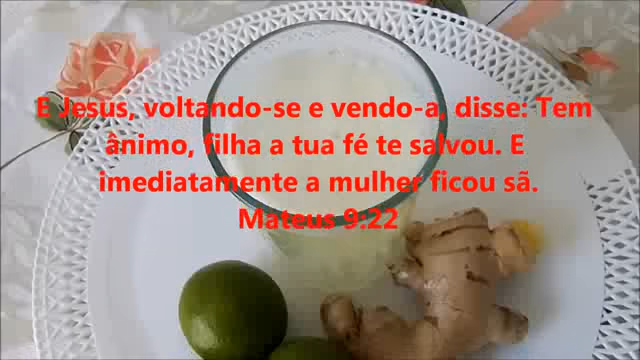 E Jesus, voltando-se e vendo-a, disse: Tem
ânimo, filha a tua fé te salvou. E
imediatamente a mulher ficou sã.
Mateus 9:22